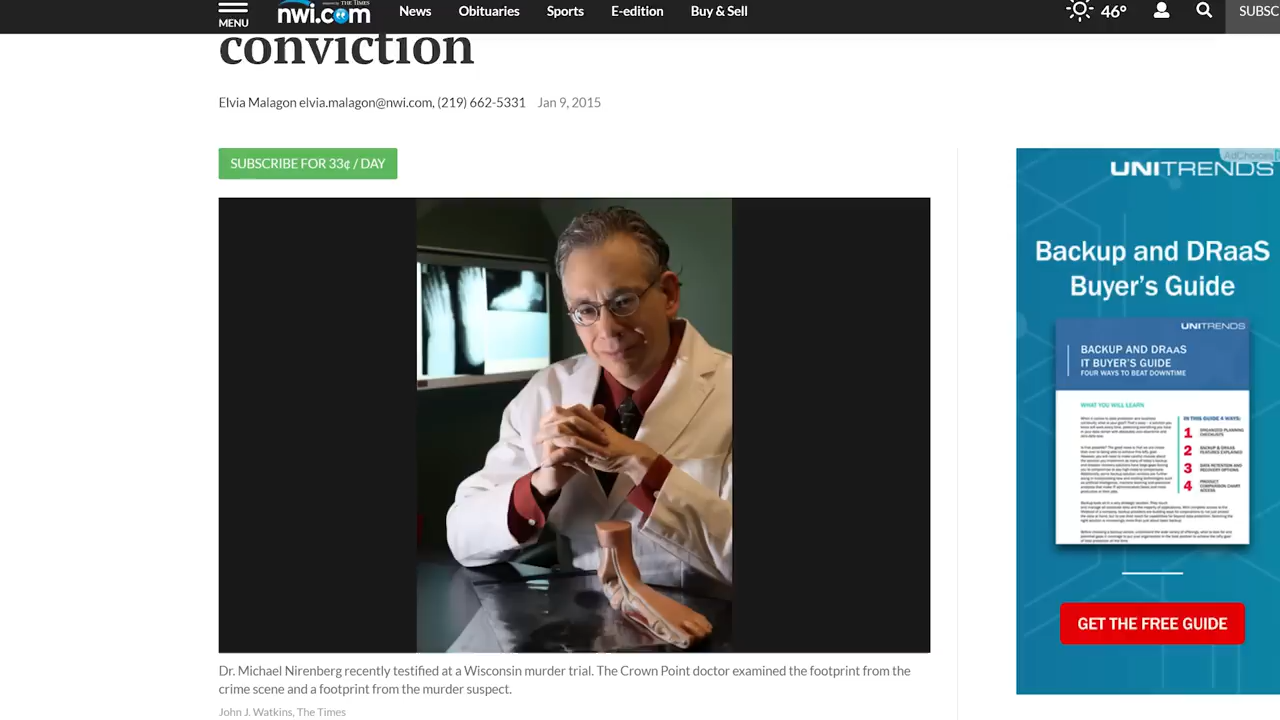 MENU
nwi.com
THE TIMES
News
Obituaries
Sports
E-edition
Buy & Sell
46°
SUBSC
conviction
Elvia Malagon elvia.malagon@nwi.com, (219) 662-5331 Jan 9, 2015
SUBSCRIBE FOR 33¢ / DAY
Dr. Michael Nirenberg recently testified at a Wisconsin murder trial. The Crown Point doctor examined the footprint from the
crime scene and a footprint from the murder suspect.
John J. Watkins, The Times
AdChoices
UNITRENDS
Backup and DRaaS
Buyer's Guide
UNITRENDS
BACKUP AND DRAAS
IT BUYER'S GUIDE
FOUR WAYS TO BEAT DOWNTIME
WHAT YOU WILL LEARN
IN THIS GUIDE 4 WAYS:
1
2
3
4
GET THE FREE GUIDE